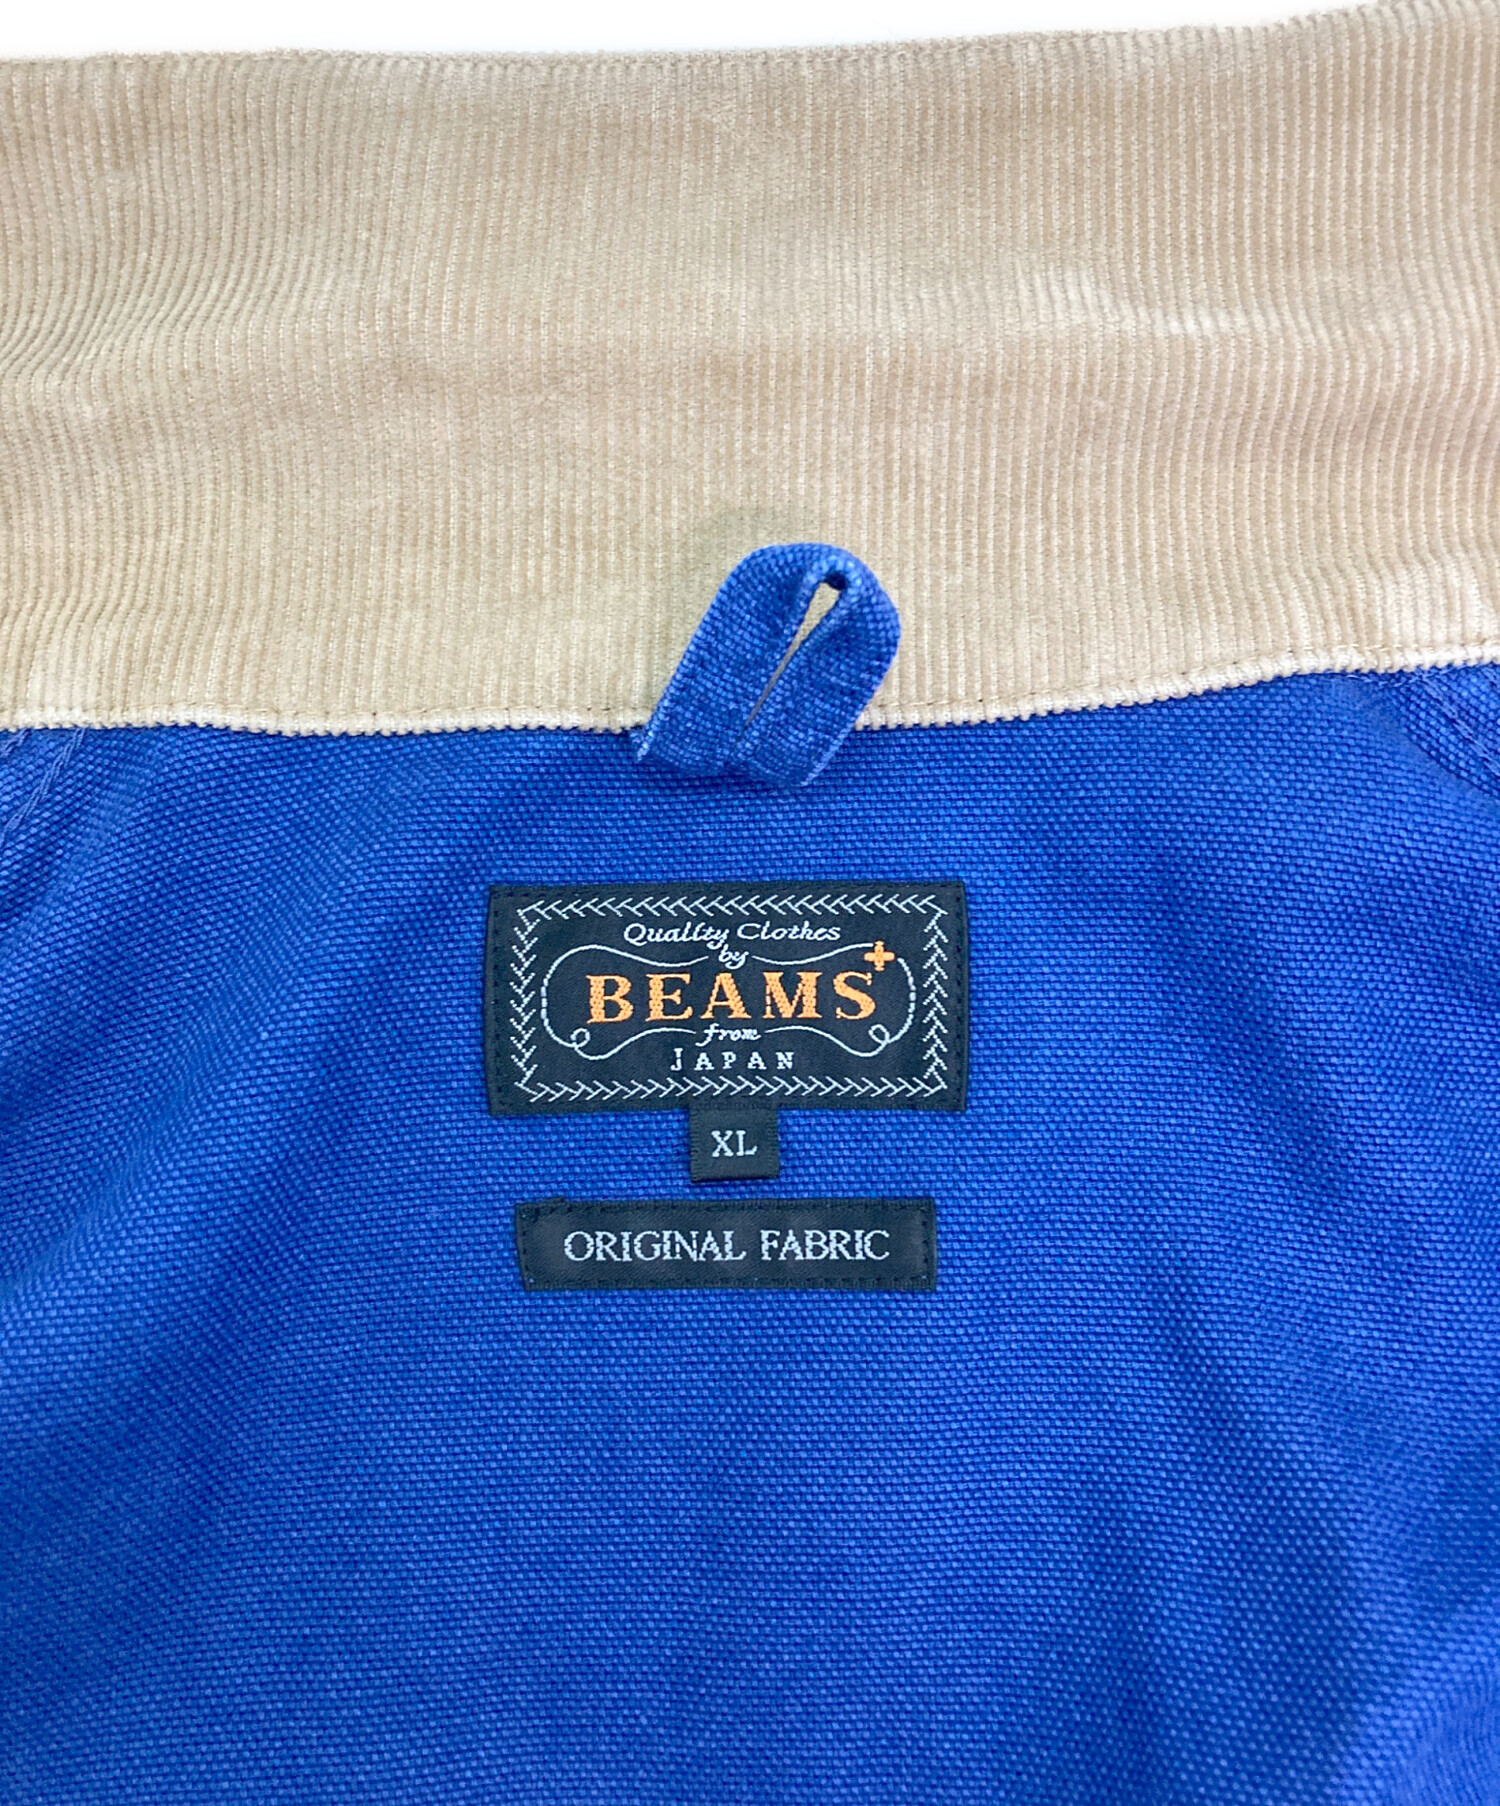 Quality Clothes
by
BEAMS+
from
JAPAN
XL
ORIGINAL FABRIC